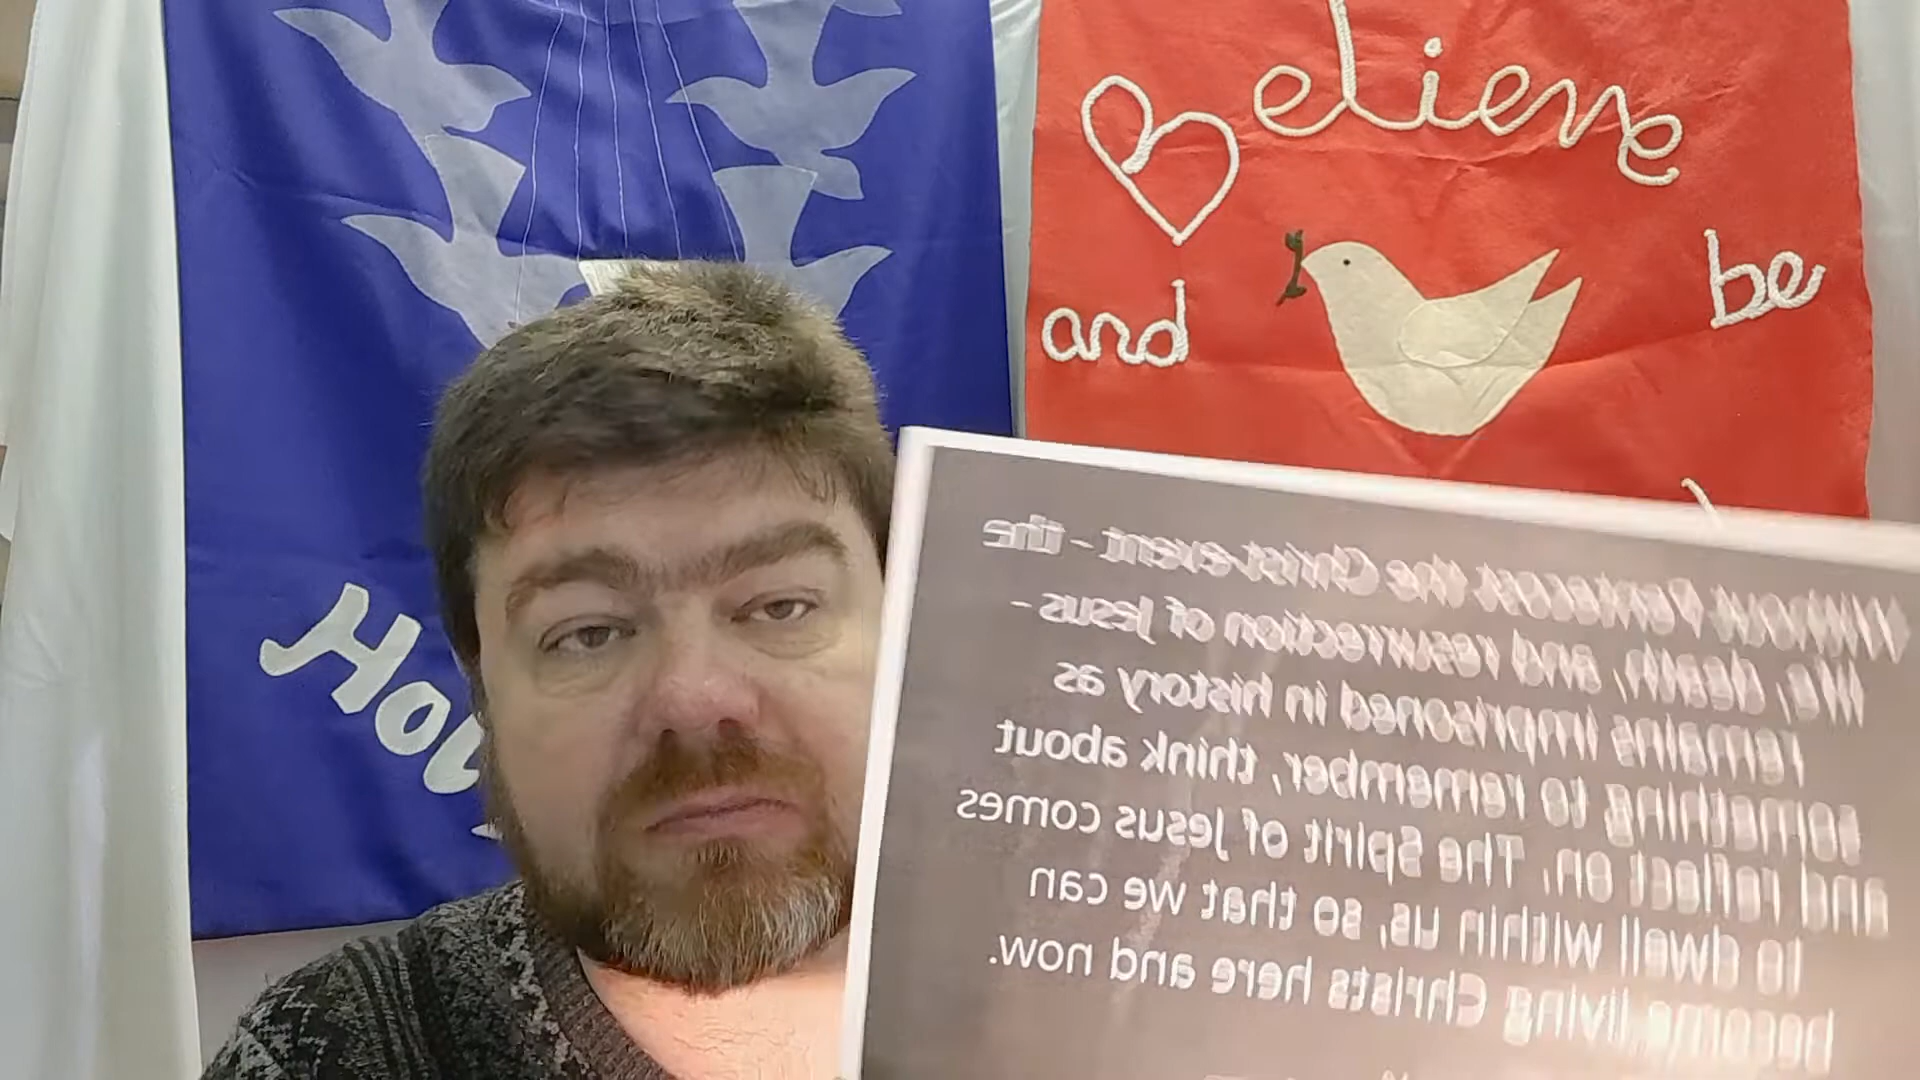 Believe
and
be
Holy
Without Pentecost the Christ-event - the
life, death, and resurrection of Jesus -
remains imprisoned in history as
something to remember, think about
and reflect on. The Spirit of Jesus comes
to dwell within us, so that we can
become living Christs here and now.